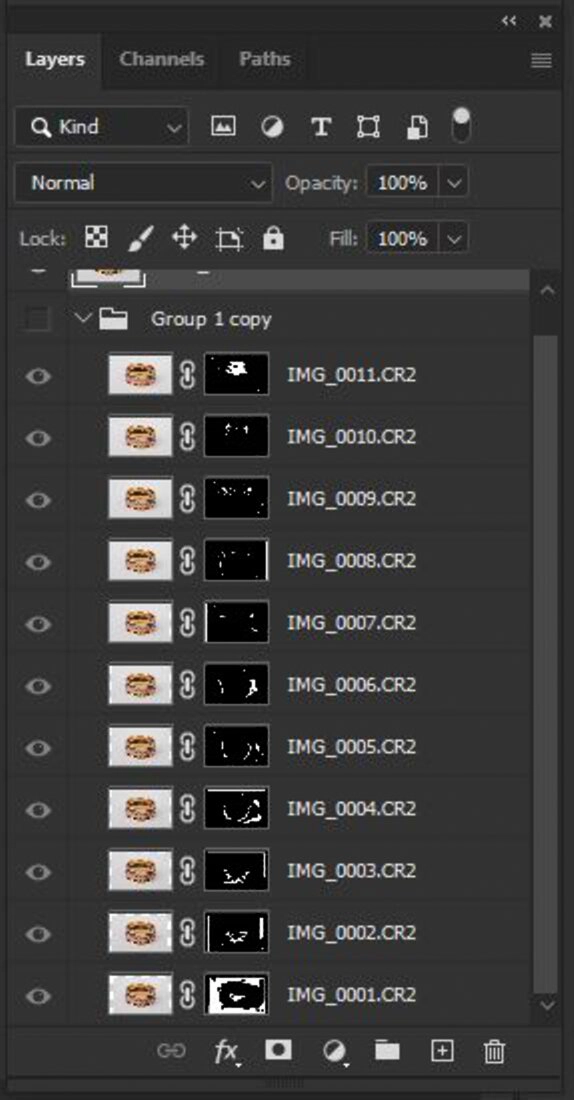 Layers Channels Paths
Kind
Normal Opacity: 100%
Lock: Fill: 100%
Group 1 copy
IMG_0011.CR2
IMG_0010.CR2
IMG_0009.CR2
IMG_0008.CR2
IMG_0007.CR2
IMG_0006.CR2
IMG_0005.CR2
IMG_0004.CR2
IMG_0003.CR2
IMG_0002.CR2
IMG_0001.CR2
fx